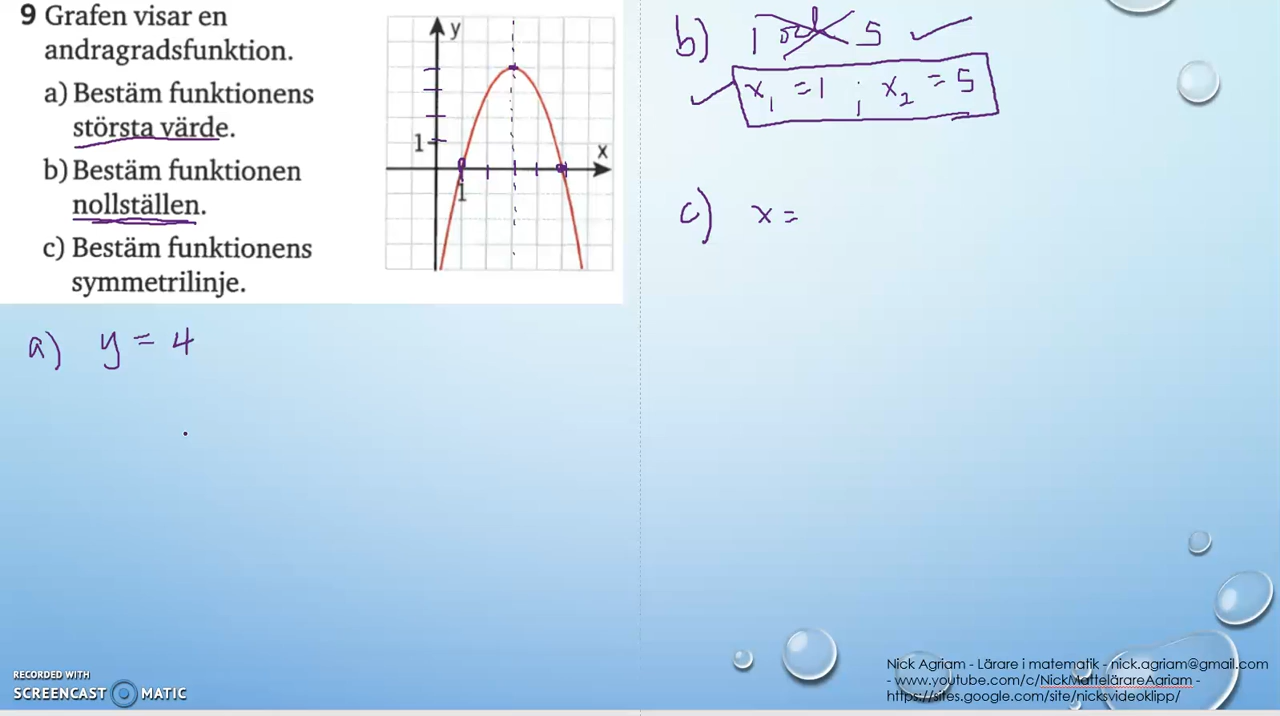 9 Grafen visar en
andragradsfunktion.
a) Bestäm funktionens
största värde.
b) Bestäm funktionen
nollställen.
c) Bestäm funktionens
symmetrilinje.
y
1
x
1
a) y = 4
b) 1 och 5
x₁ = 1 ; x₂ = 5
c) x =
RECORDED WITH
SCREENCAST MATIC
Nick Agriam - Lärare i matematik - nick.agriam@gmail.com
- www.youtube.com/c/NickMattelärareAgriam -
https://sites.google.com/site/nicksvideoklipp/